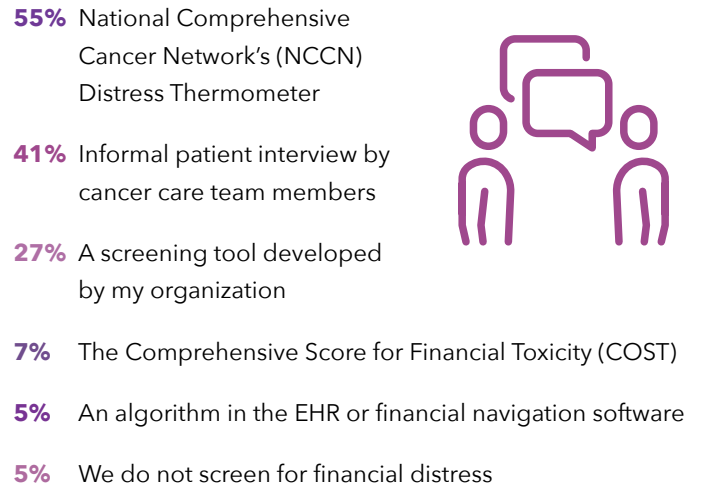 55% National Comprehensive
Cancer Network’s (NCCN)
Distress Thermometer
41% Informal patient interview by
cancer care team members
27% A screening tool developed
by my organization
7% The Comprehensive Score for Financial Toxicity (COST)
5% An algorithm in the EHR or financial navigation software
5% We do not screen for financial distress